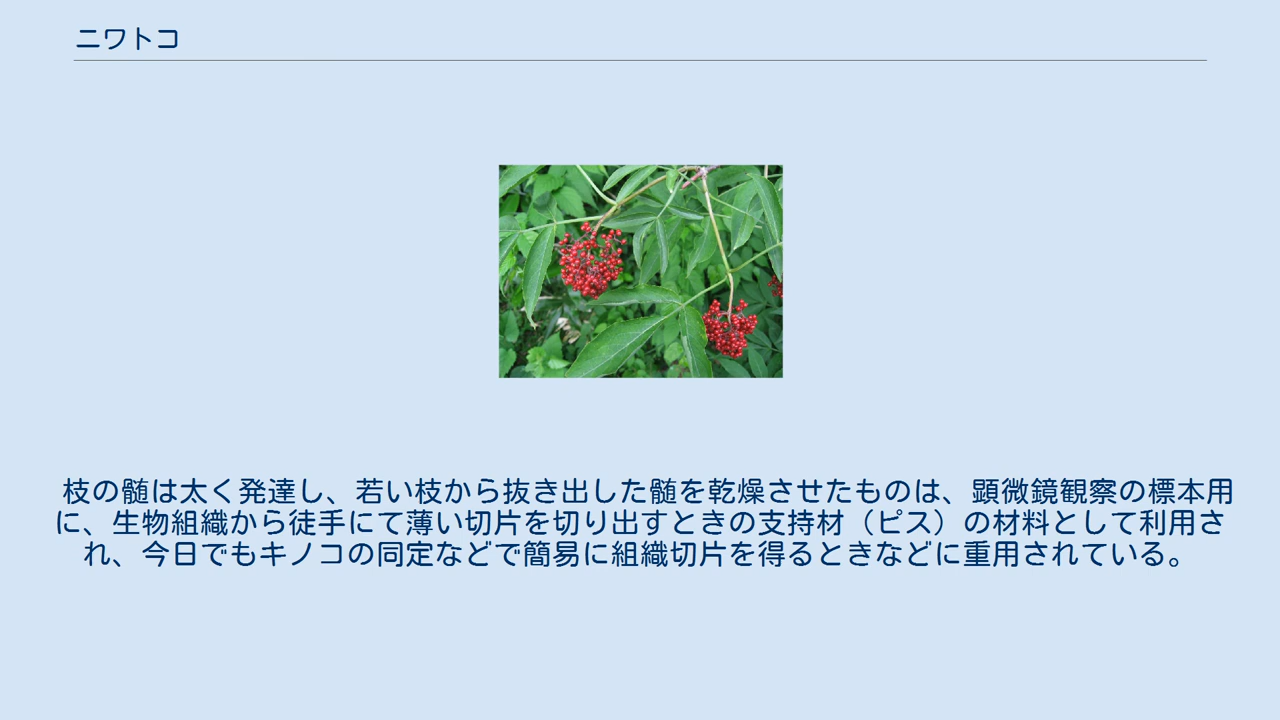 ニワトコ
枝の髄は太く発達し、若い枝から抜き出した髄を乾燥させたものは、顕微鏡観察の標本用
に、生物組織から徒手にて薄い切片を切り出すときの支持材（ピス）の材料として利用さ
れ、今日でもキノコの同定などで簡易に組織切片を得るときなどに重用されている。